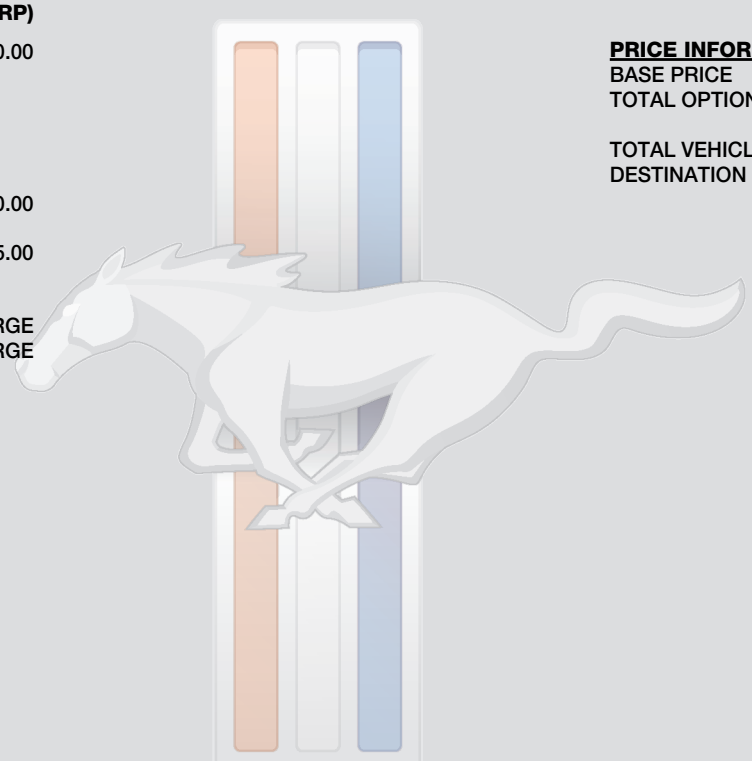 RP)
0.00
0.00
5.00
RGE
RGE
PRICE INFOR
BASE PRICE
TOTAL OPTION
TOTAL VEHICL
DESTINATION